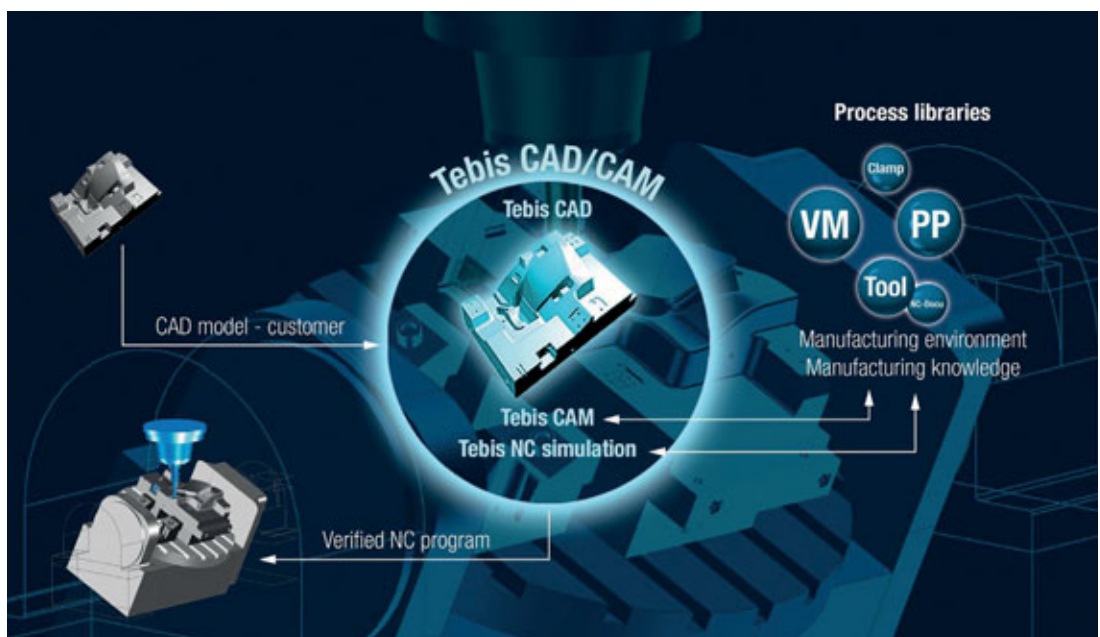 Process libraries
Clamp
Tebis CAD/CAM
Tebis CAD
VM
PP
Tool
NC-Docu
CAD model - customer
Manufacturing environment
Manufacturing knowledge
Tebis CAM
Tebis NC simulation
Verified NC program